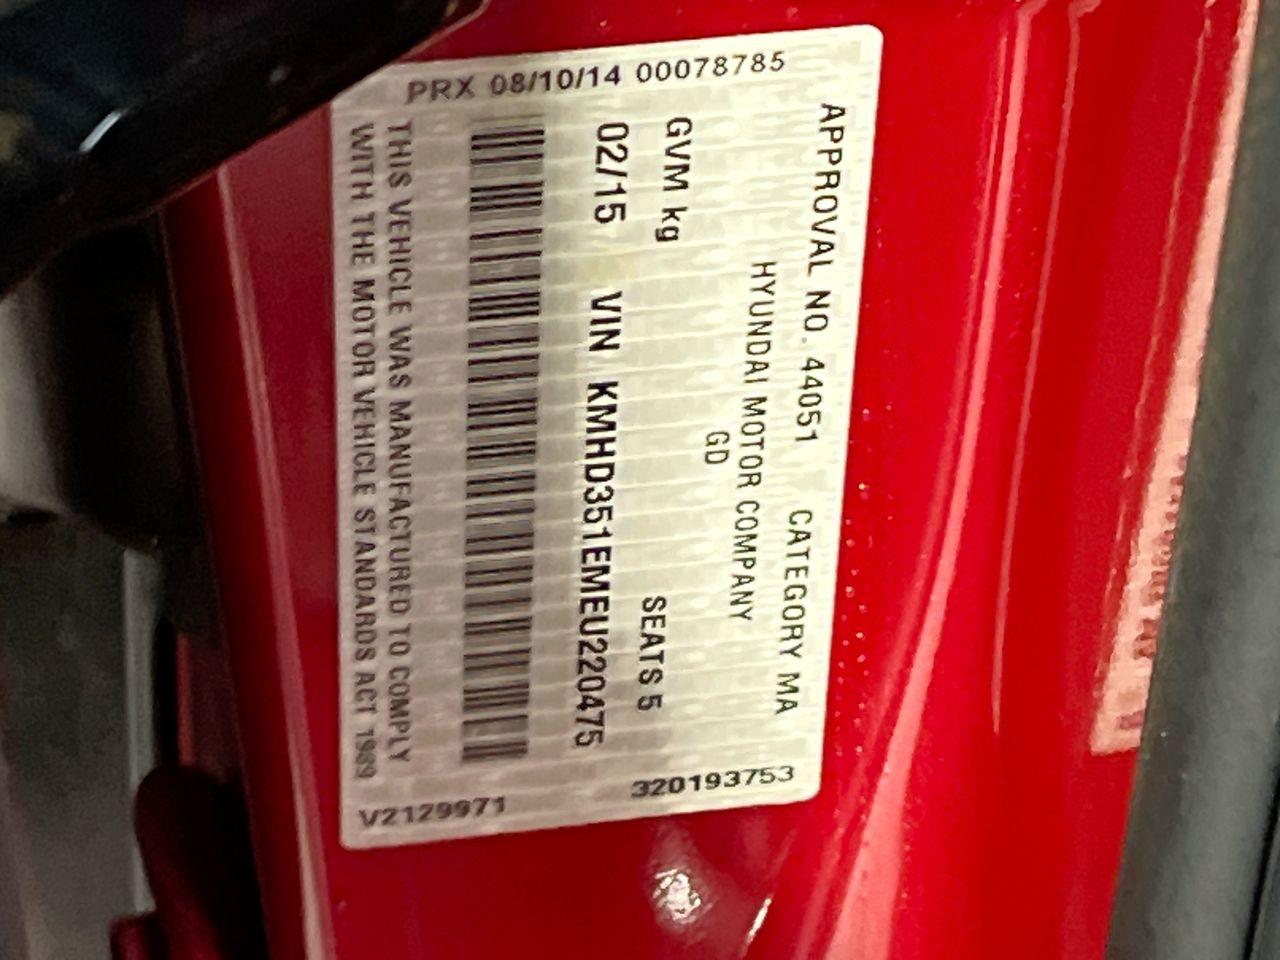 PRX 08/10/14 00078785
APPROVAL NO. 44051 CATEGORY MA
HYUNDAI MOTOR COMPANY
GD
GVM kg SEATS 5
02/15 VIN KMHD351EMEU220475
THIS VEHICLE WAS MANUFACTURED TO COMPLY
WITH THE MOTOR VEHICLE STANDARDS ACT 1989
V2129971
320193753